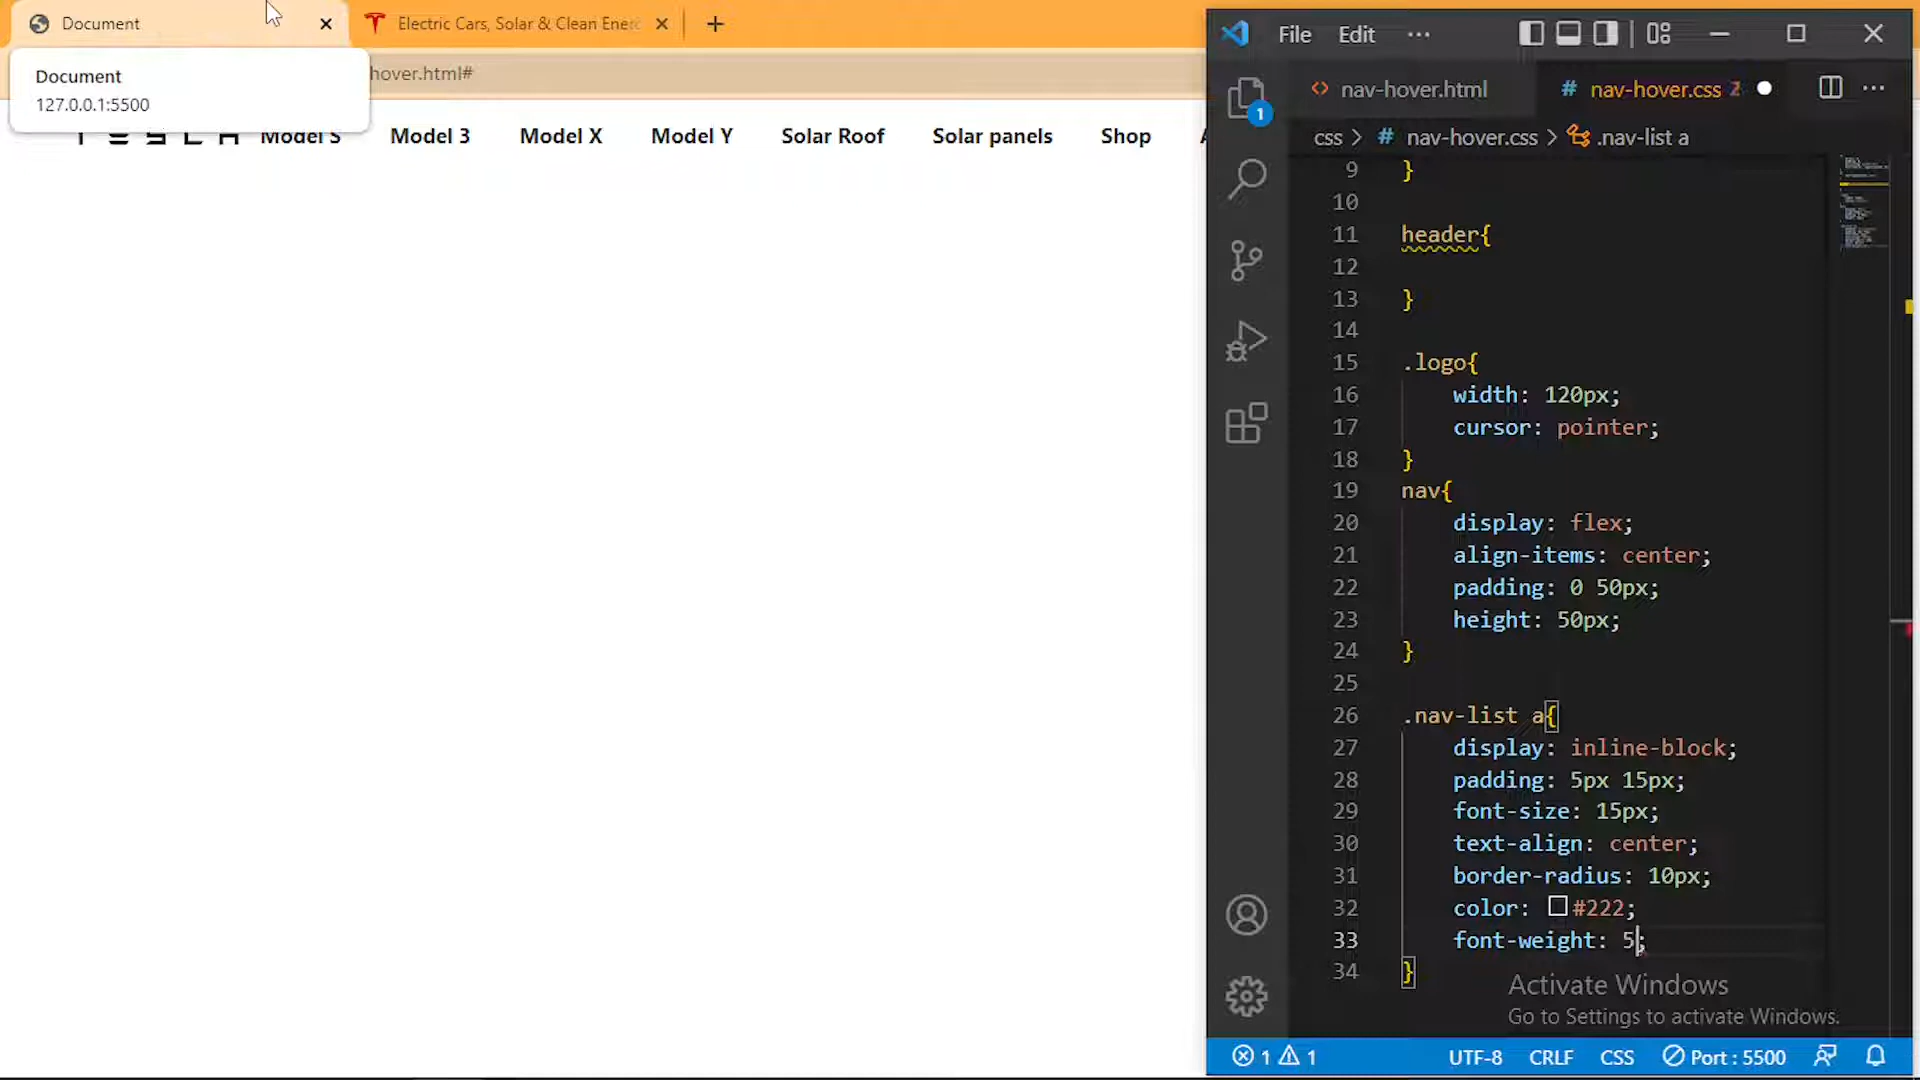 Document
Electric Cars, Solar & Clean Ener
Document
127.0.0.1:5500
hover.html#
TESLA Model S Model 3 Model X Model Y Solar Roof Solar panels Shop A
File Edit ···
nav-hover.html
# nav-hover.css 2
css > # nav-hover.css > .nav-list a
1
9 }
10
11 header{
12
13 }
14
15 .logo{
16 width: 120px;
17 cursor: pointer;
18 }
19 nav{
20 display: flex;
21 align-items: center;
22 padding: 0 50px;
23 height: 50px;
24 }
25
26 .nav-list a{
27 display: inline-block;
28 padding: 5px 15px;
29 font-size: 15px;
30 text-align: center;
31 border-radius: 10px;
32 color: #222;
33 font-weight: 5;
34 }
Activate Windows
Go to Settings to activate Windows.
1 1 UTF-8 CRLF CSS Port : 5500